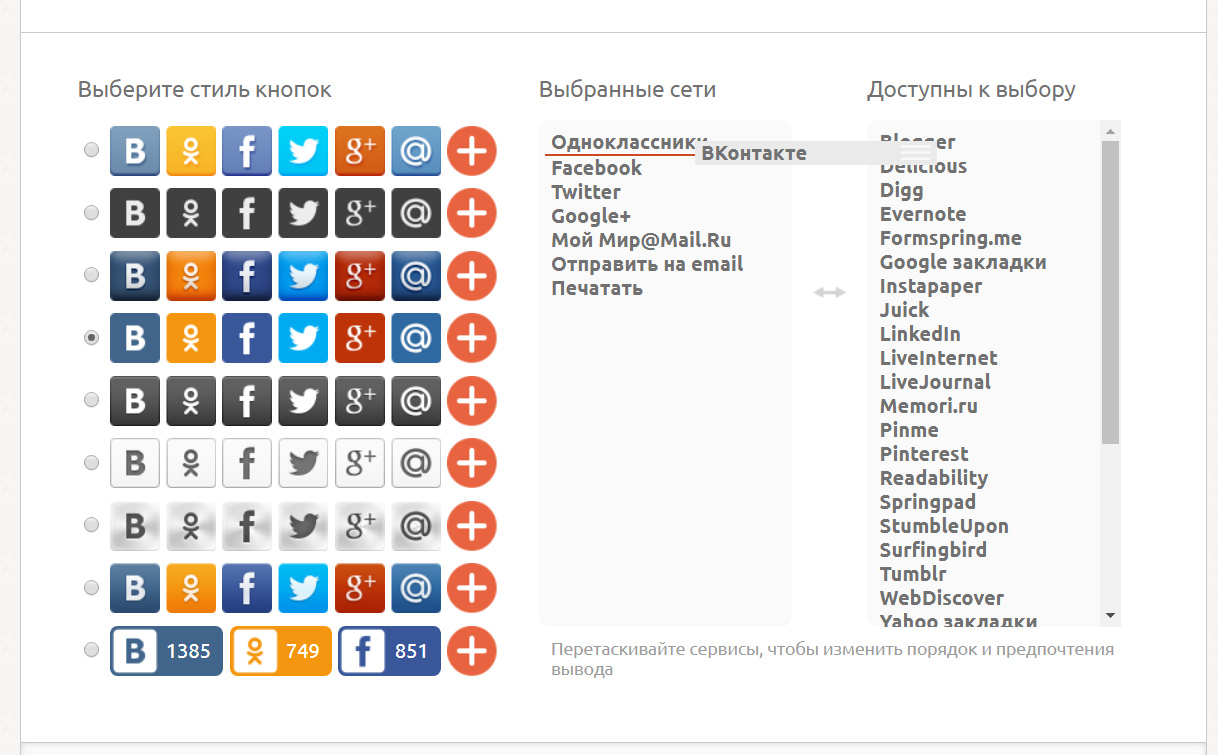 Выберите стиль кнопок
1385
749
851
Выбранные сети
Одноклассники
ВКонтакте
Facebook
Twitter
Google+
Мой Мир@Mail.Ru
Отправить на email
Печатать
Доступны к выбору
Blogger
Delicious
Digg
Evernote
Formspring.me
Google закладки
Instapaper
Juick
LinkedIn
LiveInternet
LiveJournal
Memori.ru
Pinme
Pinterest
Readability
Springpad
StumbleUpon
Surfingbird
Tumblr
WebDiscover
Yahoo закладки
Перетаскивайте сервисы, чтобы изменить порядок и предпочтения
вывода